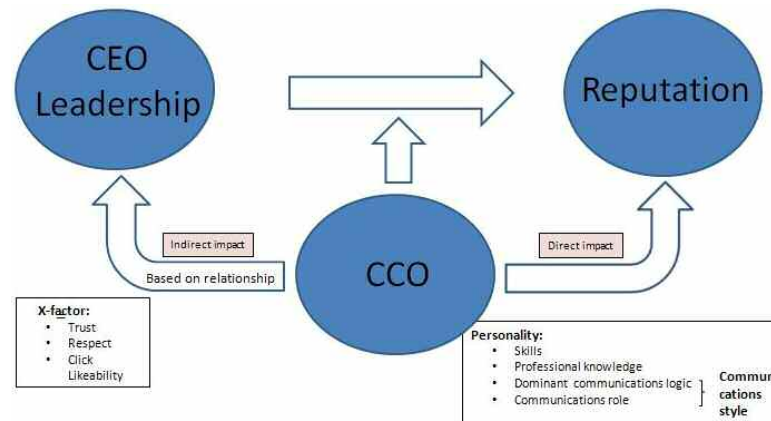 CEO
Leadership
Reputation
Indirect impact
Direct impact
Based on relationship
CCO
X-factor:
• Trust
• Respect
• Click
Likeability
Personality:
• Skills
• Professional knowledge
• Dominant communications logic
• Communications role
Commun
cations
style